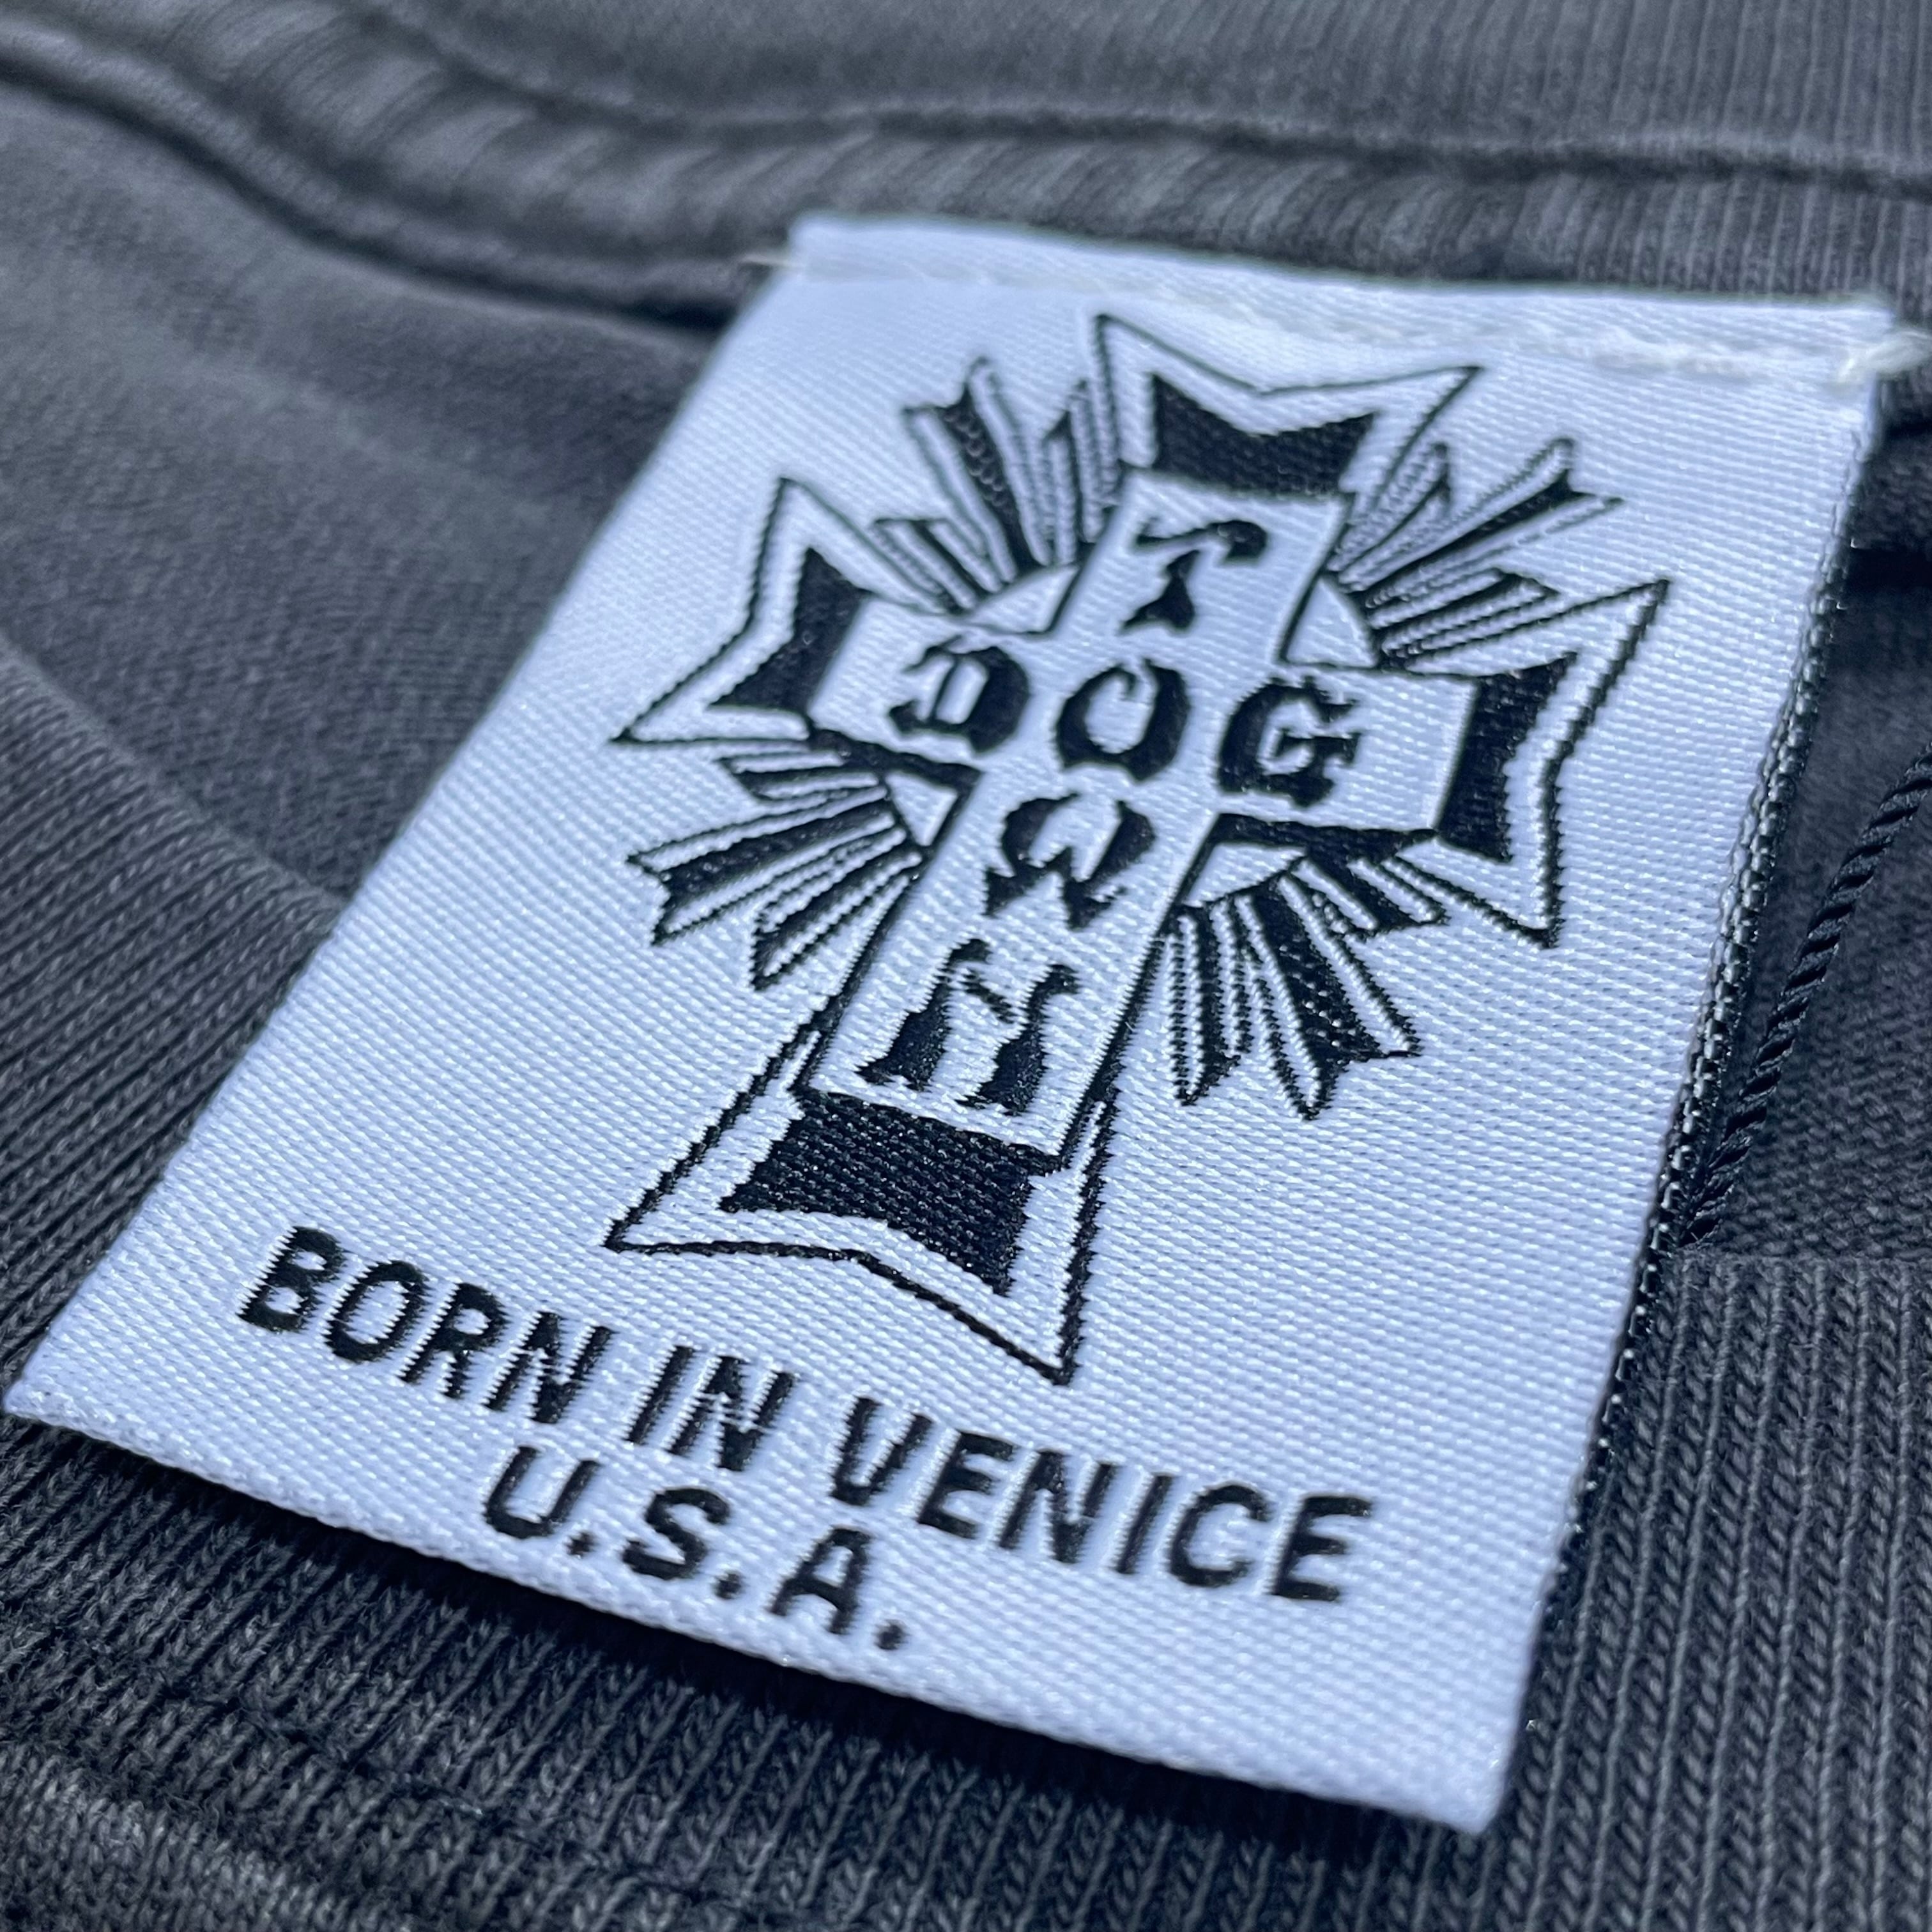 T
DOG
W
N
BORN IN VENICE
U.S.A.